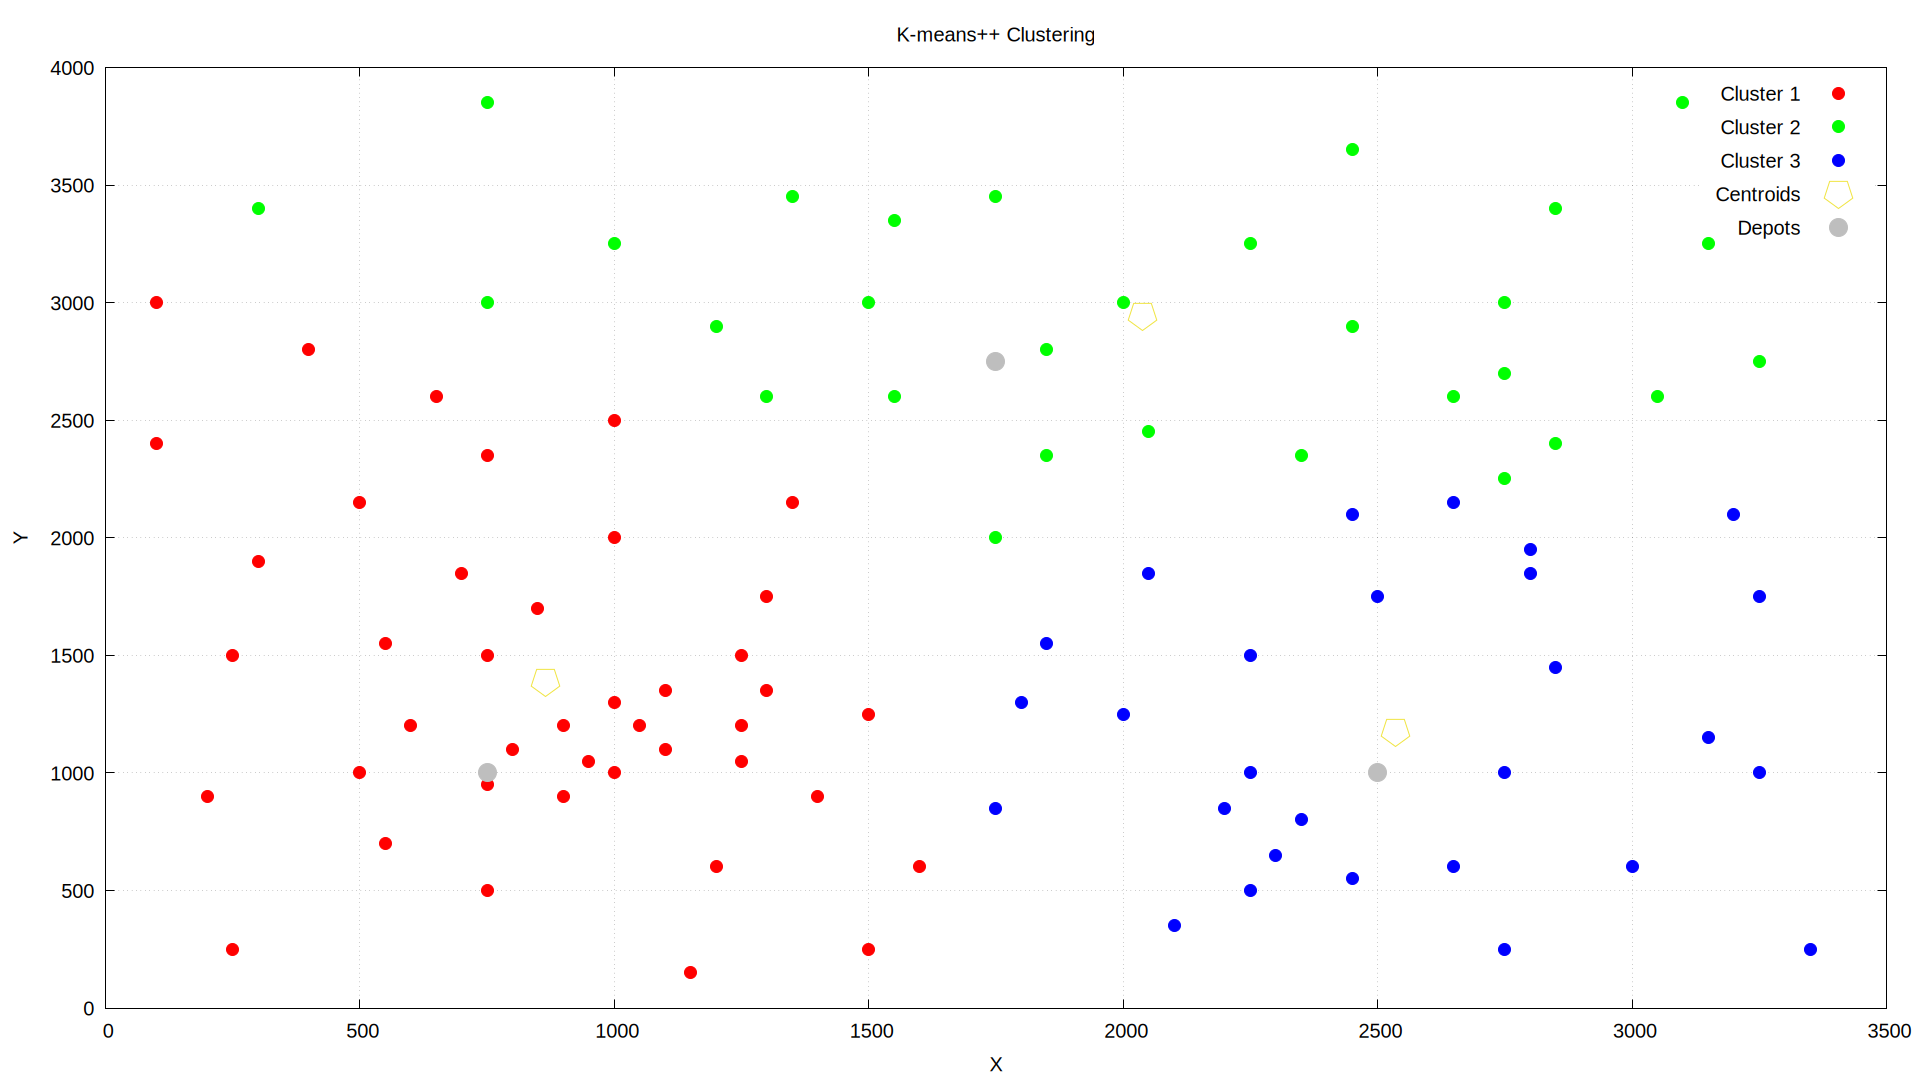 K-means++ Clustering
4000
3500
3000
2500
2000
1500
1000
500
0
Y
Cluster 1
Cluster 2
Cluster 3
Centroids
Depots
0 500 1000 1500 2000 2500 3000 3500
X